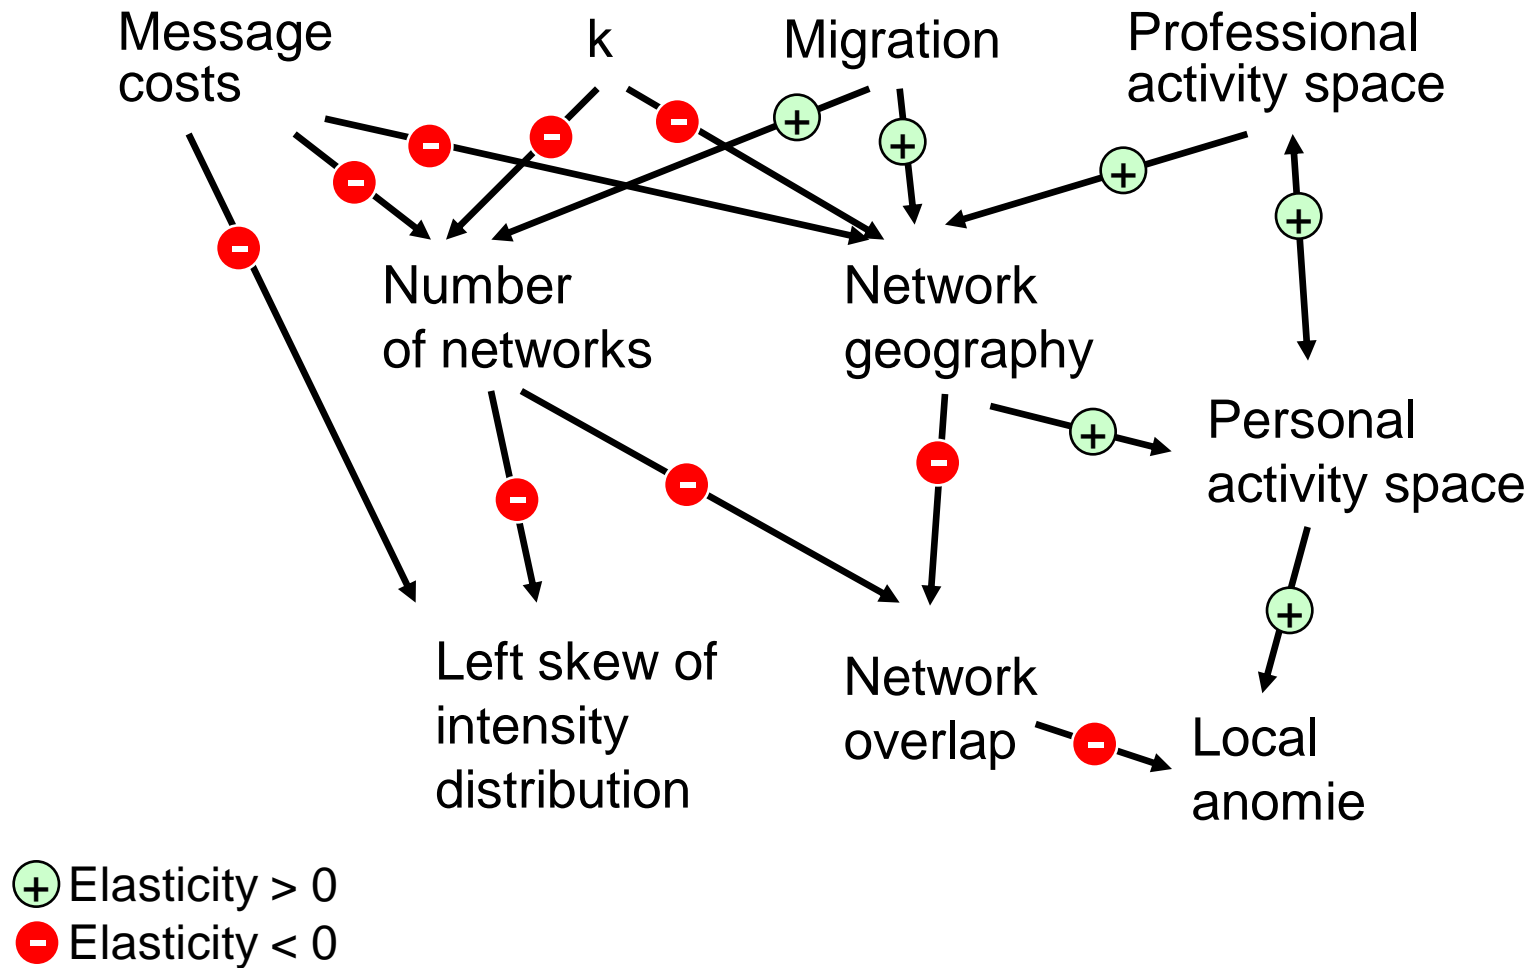 Message
costs
k
Migration
Professional
activity space
-
-
-
-
+
+
+
-
+
Number
of networks
Network
geography
Personal
activity space
+
-
-
-
+
Left skew of
intensity
distribution
Network
overlap
-
Local
anomie
+ Elasticity > 0
- Elasticity < 0